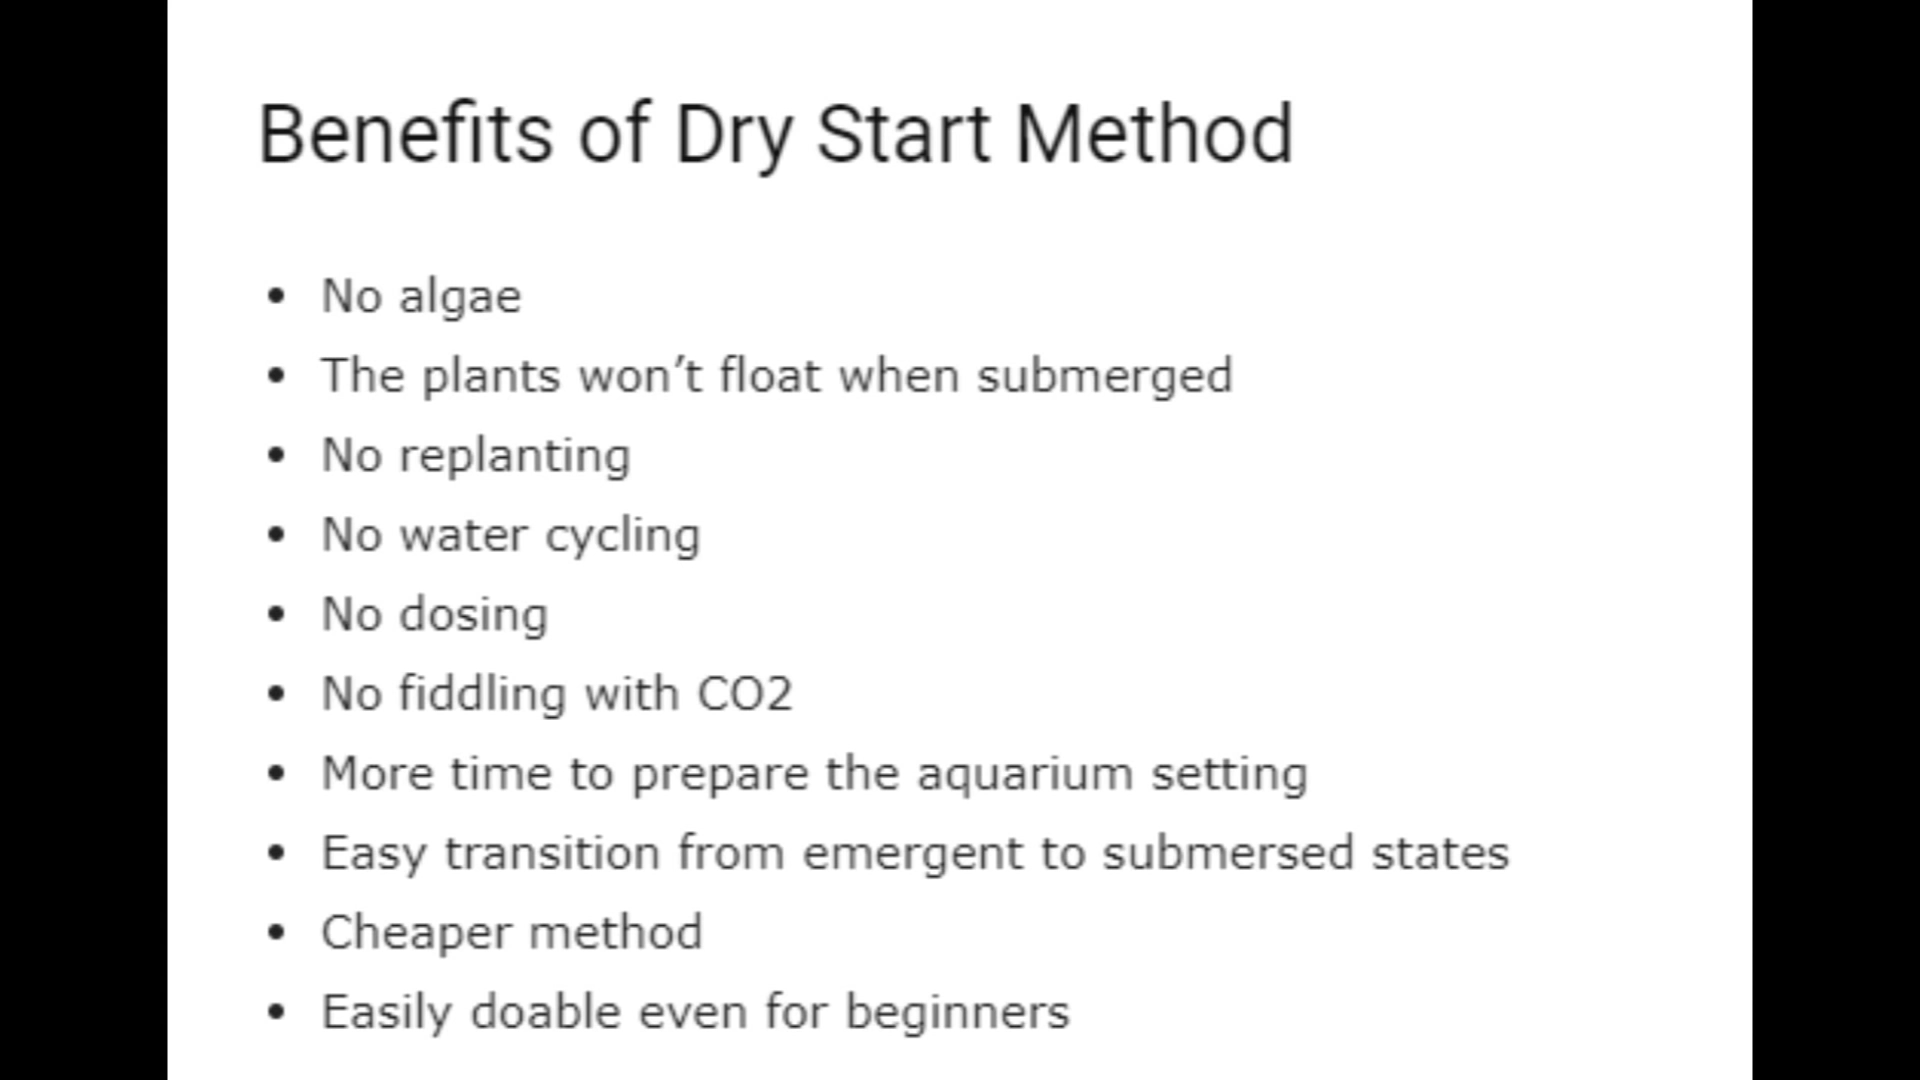 Benefits of Dry Start Method
• No algae
• The plants won’t float when submerged
• No replanting
• No water cycling
• No dosing
• No fiddling with CO2
• More time to prepare the aquarium setting
• Easy transition from emergent to submersed states
• Cheaper method
• Easily doable even for beginners